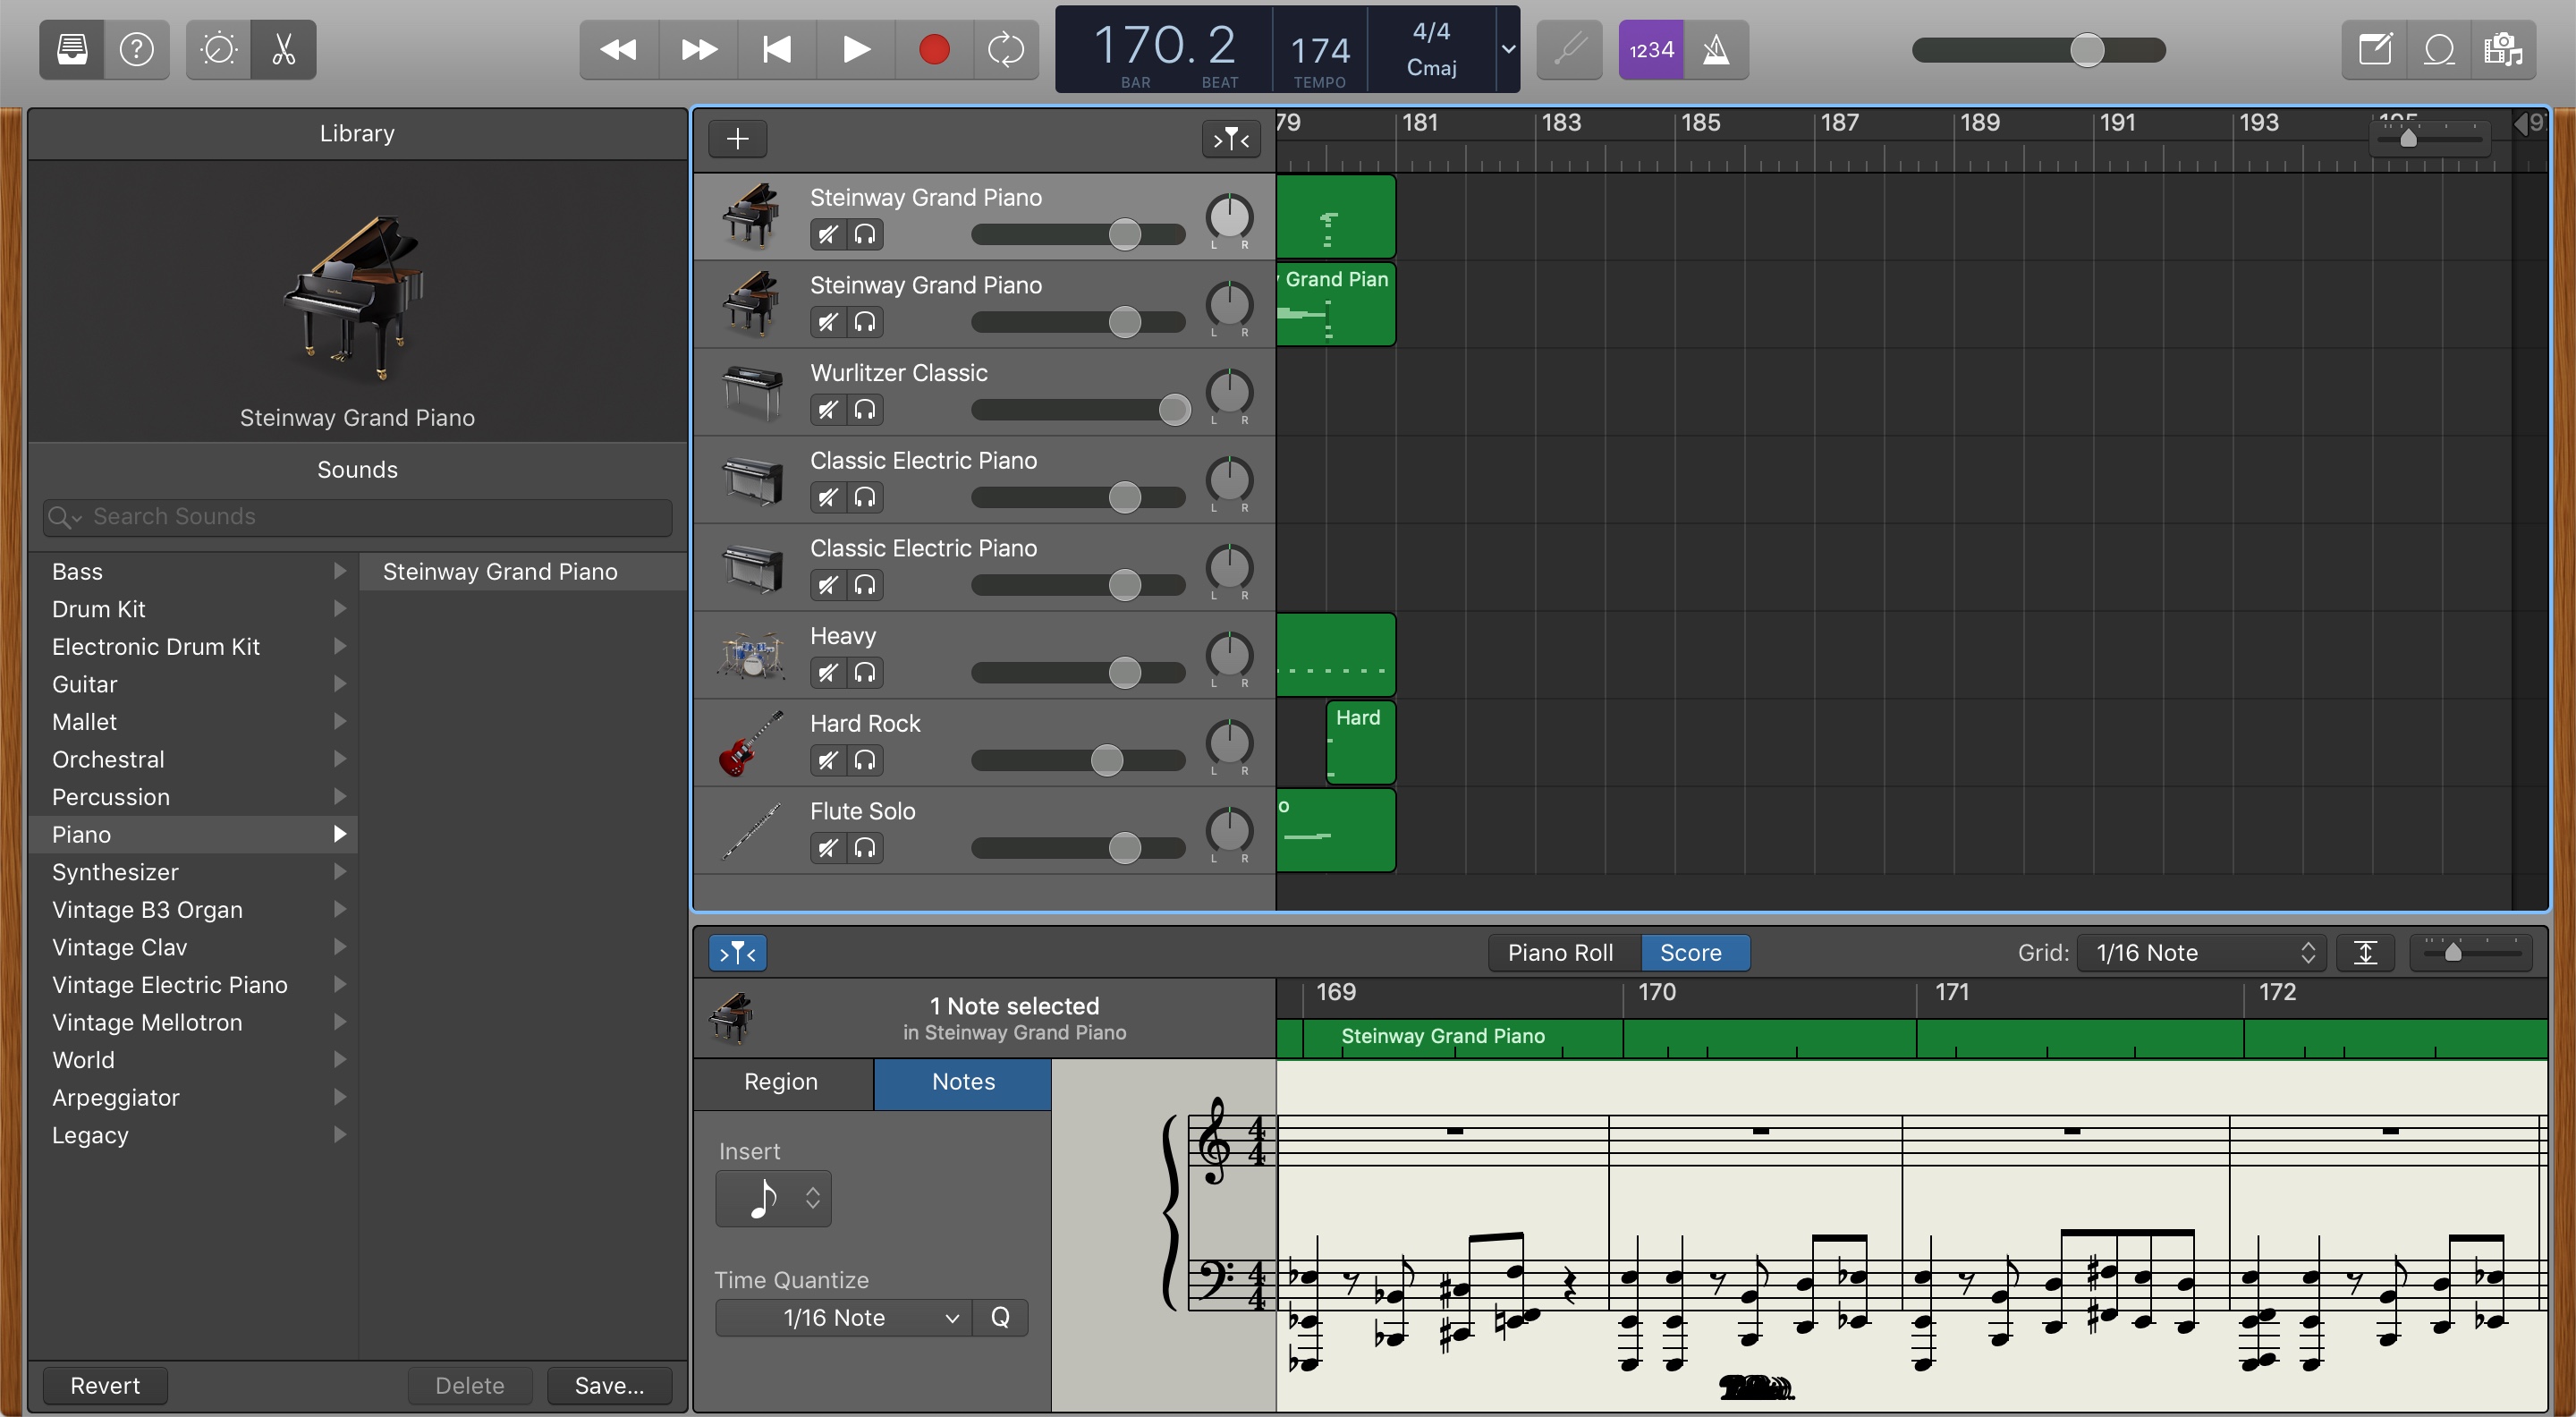 170. 2
BAR
BEAT
174
TEMPO
4/4
Cmaj
1234
Library
Steinway Grand Piano
Sounds
Search Sounds
Bass
Drum Kit
Electronic Drum Kit
Guitar
Mallet
Orchestral
Percussion
Piano
Synthesizer
Vintage B3 Organ
Vintage Clav
Vintage Electric Piano
Vintage Mellotron
World
Arpeggiator
Legacy
Steinway Grand Piano
Revert
Delete
Save...
79 181 183 185 187 189 191 193 195
Steinway Grand Piano
L R
Steinway Grand Piano
L R
Grand Pian
Wurlitzer Classic
L R
Classic Electric Piano
L R
Classic Electric Piano
L R
Heavy
L R
Hard Rock
L R
Hard
Flute Solo
L R
o
Piano Roll
Score
Grid:
1/16 Note
1 Note selected
in Steinway Grand Piano
169 170 171 172
Steinway Grand Piano
Region
Notes
Insert
Time Quantize
1/16 Note
Q
4/4
4/4